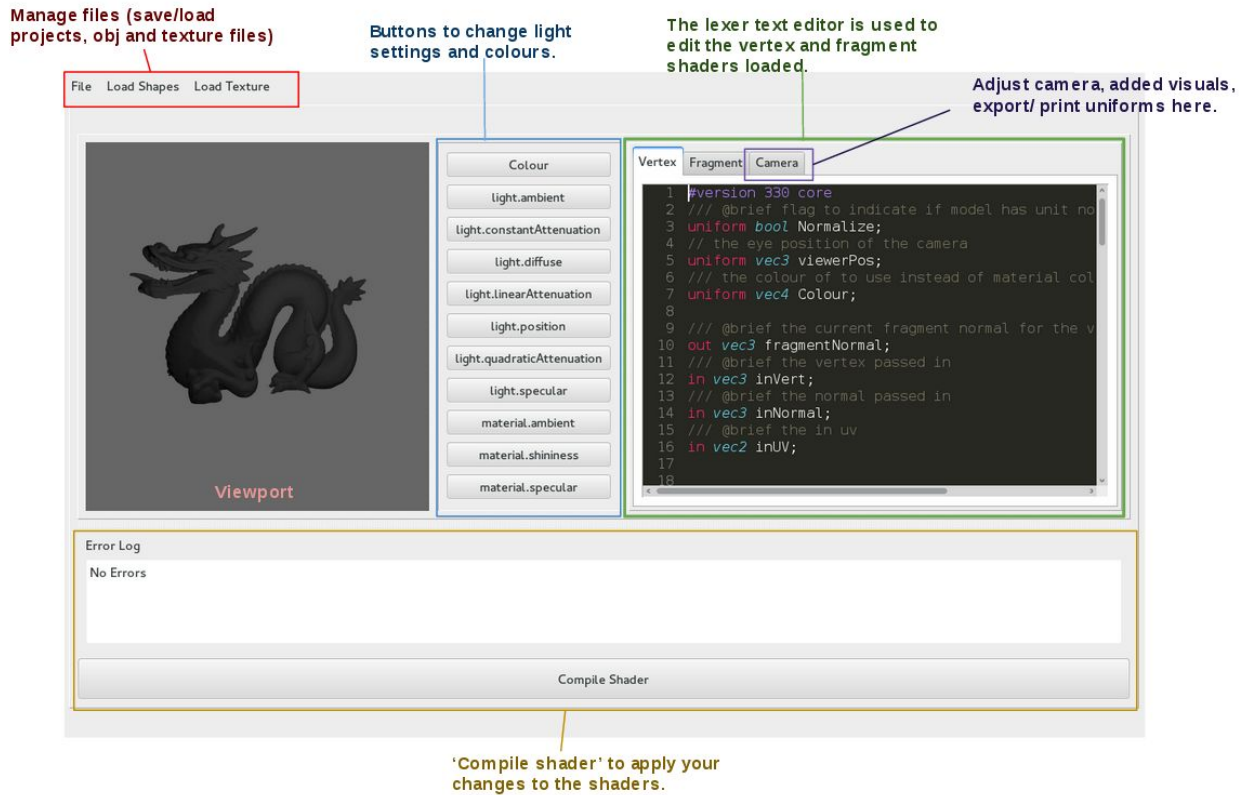 Manage files (save/load
projects, obj and texture files)
Buttons to change light
settings and colours.
The lexer text editor is used to
edit the vertex and fragment
shaders loaded.
Adjust camera, added visuals,
export/ print uniforms here.
File Load Shapes Load Texture
Viewport
Colour
light.ambient
light.constantAttenuation
light.diffuse
light.linearAttenuation
light.position
light.quadraticAttenuation
light.specular
material.ambient
material.shininess
material.specular
Vertex Fragment Camera
1 #version 330 core
2 /// @brief flag to indicate if model has unit no
3 uniform bool Normalize;
4 // the eye position of the camera
5 uniform vec3 viewerPos;
6 /// the colour of to use instead of material col
7 uniform vec4 Colour;
8
9 /// @brief the current fragment normal for the v
10 out vec3 fragmentNormal;
11 /// @brief the vertex passed in
12 in vec3 inVert;
13 /// @brief the normal passed in
14 in vec3 inNormal;
15 /// @brief the in uv
16 in vec2 inUV;
17
18
Error Log
No Errors
Compile Shader
‘Compile shader’ to apply your
changes to the shaders.